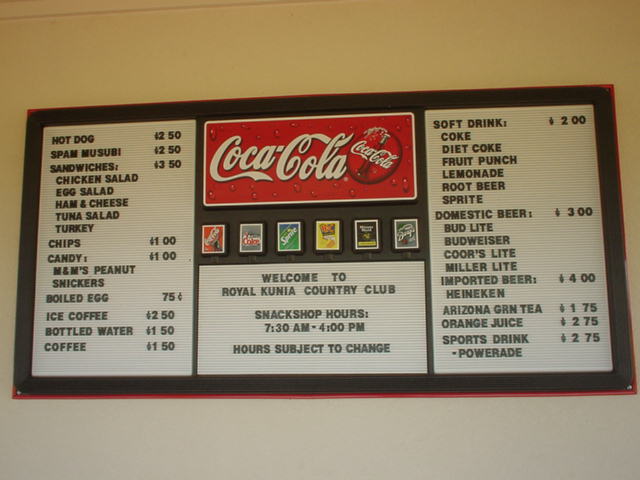 HOT DOG $2 50
SPAM MUSUBI $2 50
SANDWICHES: $3 50
CHICKEN SALAD
EGG SALAD
HAM & CHEESE
TUNA SALAD
TURKEY
CHIPS $1 00
CANDY: $1 00
M&M'S PEANUT
SNICKERS
BOILED EGG 75¢
ICE COFFEE $2 50
BOTTLED WATER $1 50
COFFEE $1 50
Coca-Cola
Coca-Cola
Coke
Sprite
WELCOME TO
ROYAL KUNIA COUNTRY CLUB
SNACKSHOP HOURS:
7:30 AM - 4:00 PM
HOURS SUBJECT TO CHANGE
SOFT DRINK: $ 2 00
COKE
DIET COKE
FRUIT PUNCH
LEMONADE
ROOT BEER
SPRITE
DOMESTIC BEER: $ 3 00
BUD LITE
BUDWEISER
COOR'S LITE
MILLER LITE
IMPORTED BEER: $ 4 00
HEINEKEN
ARIZONA GRN TEA $ 1 75
ORANGE JUICE $ 2 75
SPORTS DRINK $ 2 75
-POWERADE